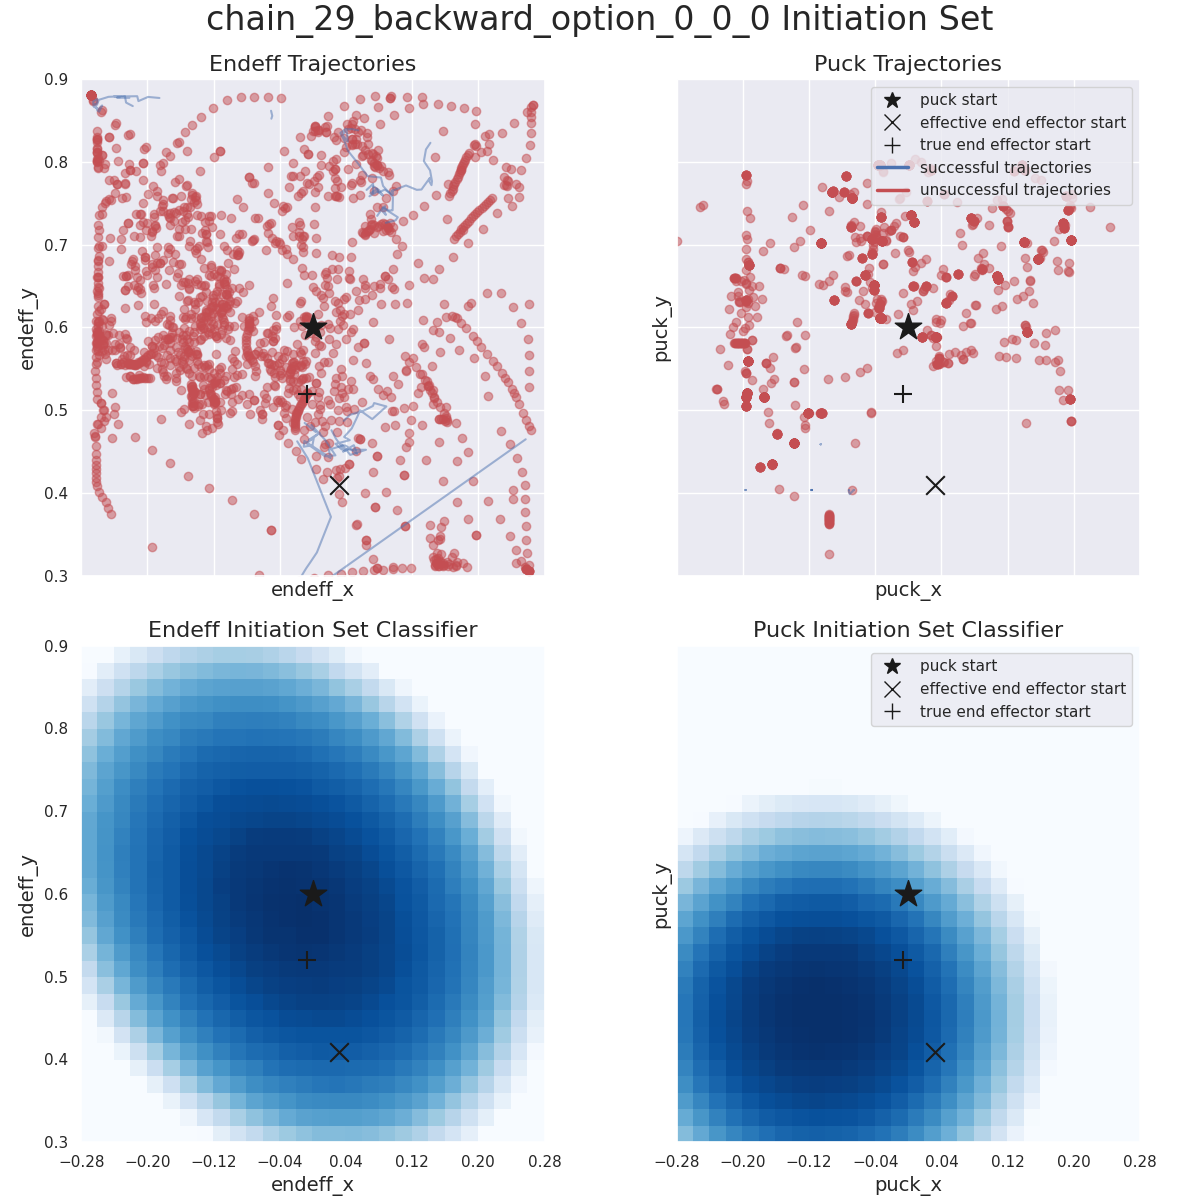 chain_29_backward_option_0_0_0 Initiation Set
Endeff Trajectories
0.9
0.8
0.7
0.6
0.5
0.4
0.3
endeff_y
endeff_x
Puck Trajectories
puck start
effective end effector start
true end effector start
successful trajectories
unsuccessful trajectories
puck_y
puck_x
Endeff Initiation Set Classifier
0.9
0.8
0.7
0.6
0.5
0.4
0.3
endeff_y
−0.28 −0.20 −0.12 −0.04 0.04 0.12 0.20 0.28
endeff_x
Puck Initiation Set Classifier
puck start
effective end effector start
true end effector start
puck_y
−0.28 −0.20 −0.12 −0.04 0.04 0.12 0.20 0.28
puck_x